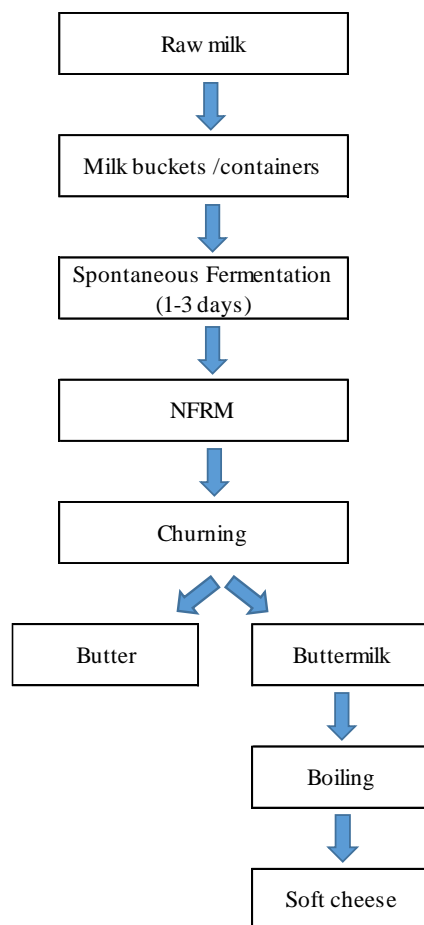 Raw milk
Milk buckets /containers
Spontaneous Fermentation
(1-3 days)
NFRM
Churning
Butter
Buttermilk
Boiling
Soft cheese